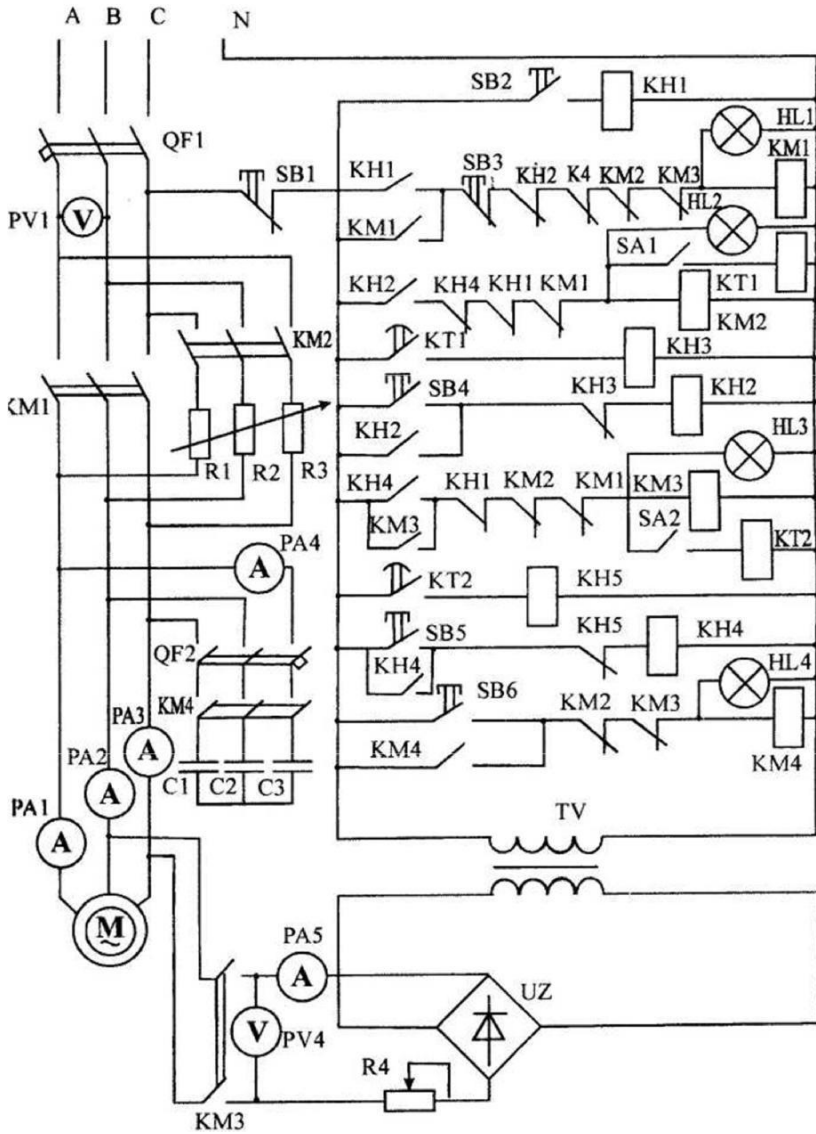 A B C N
SB2 KH1
HL1
QF1 SB1 KH1 SB3 KH2 K4 KM2 KM3 KM1
PV1 V KM1 HL2
SA1
KH2 KH4 KH1 KM1 KT1
KM2
KM2 KT1 KH3
KM1 SB4 KH3 KH2
R1 R2 R3 KH2 HL3
KH4 KH1 KM2 KM1 KM3
KM3 SA2
PA4 A KT2
KT2 KH5
QF2 SB5 KH5 KH4
KH4 HL4
KM4 SB6 KM2 KM3
PA3 A
PA2 A KM4 KM4
C1 C2 C3
PA1 A TV
M
~
PA5 A UZ
V PV4
R4
KM3